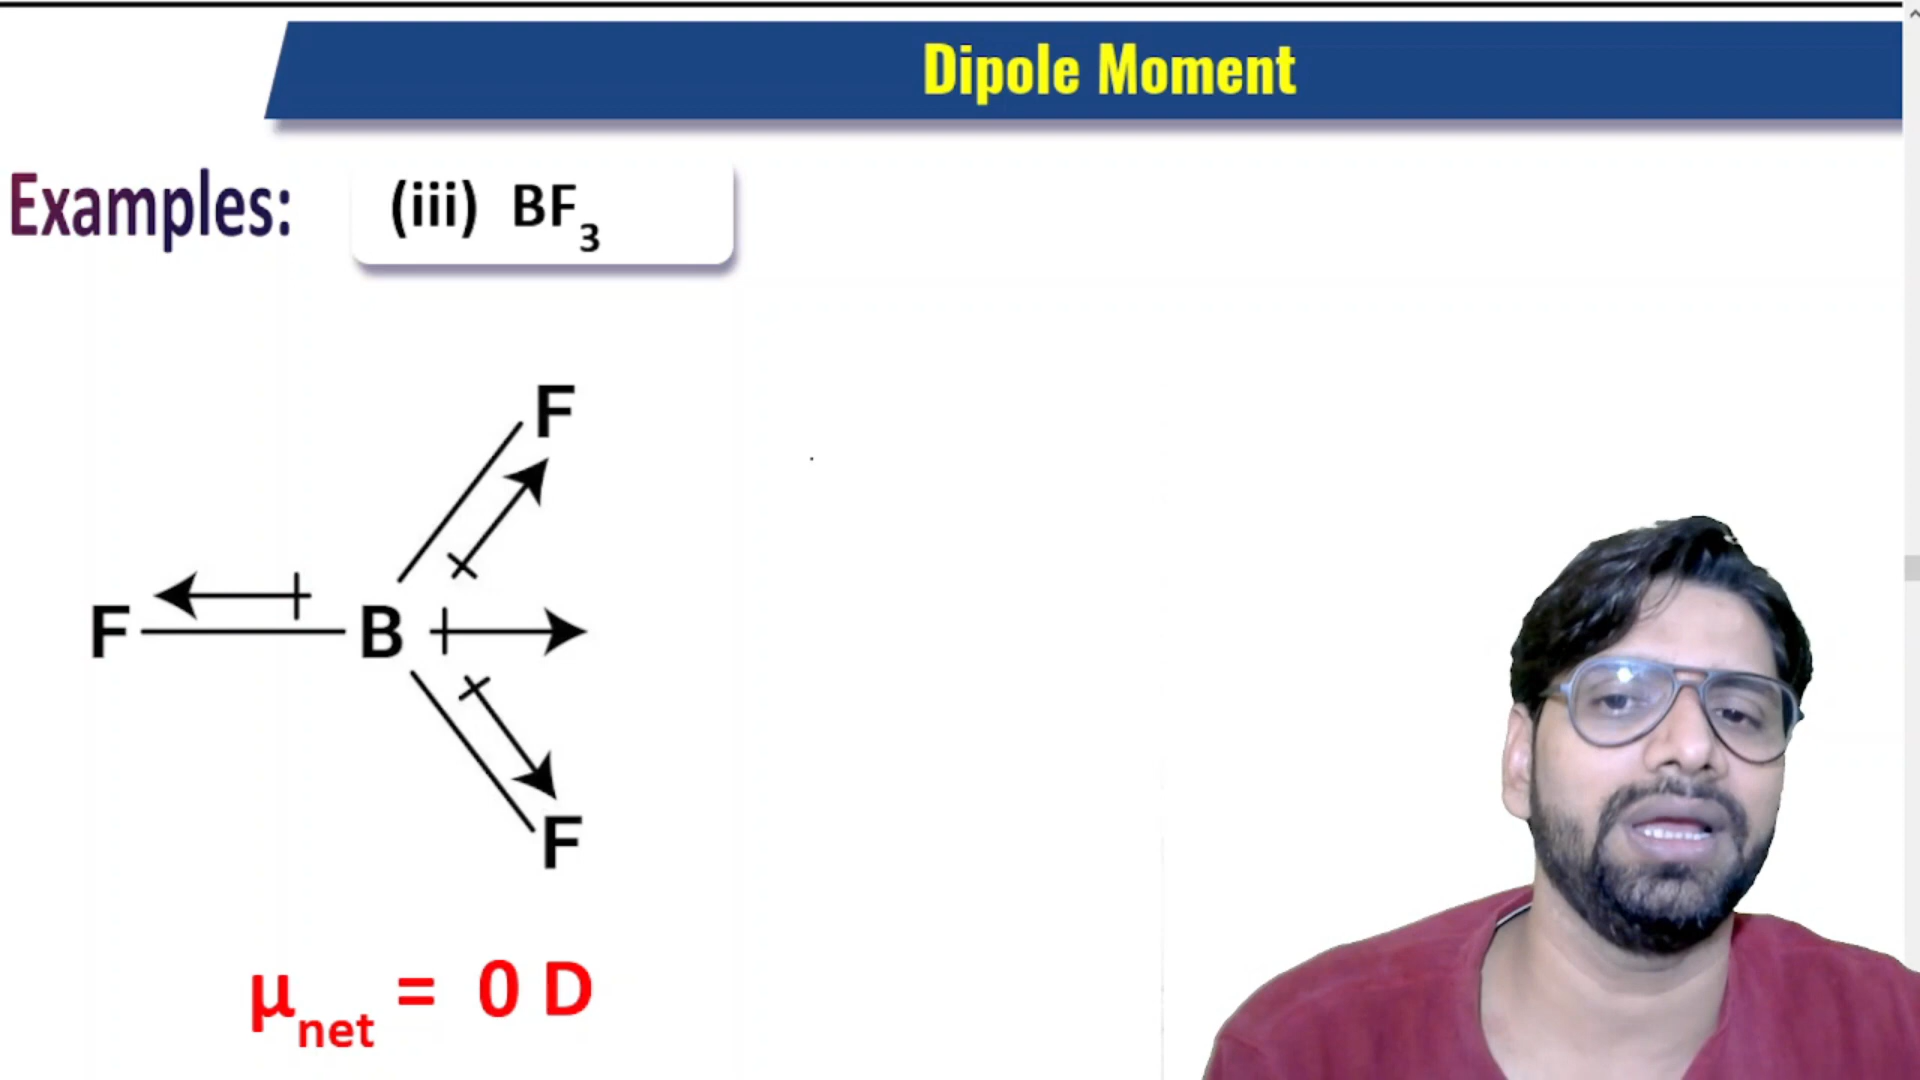 Dipole Moment
Examples: (iii) BF₃
F
F B
F
μnet = 0 D